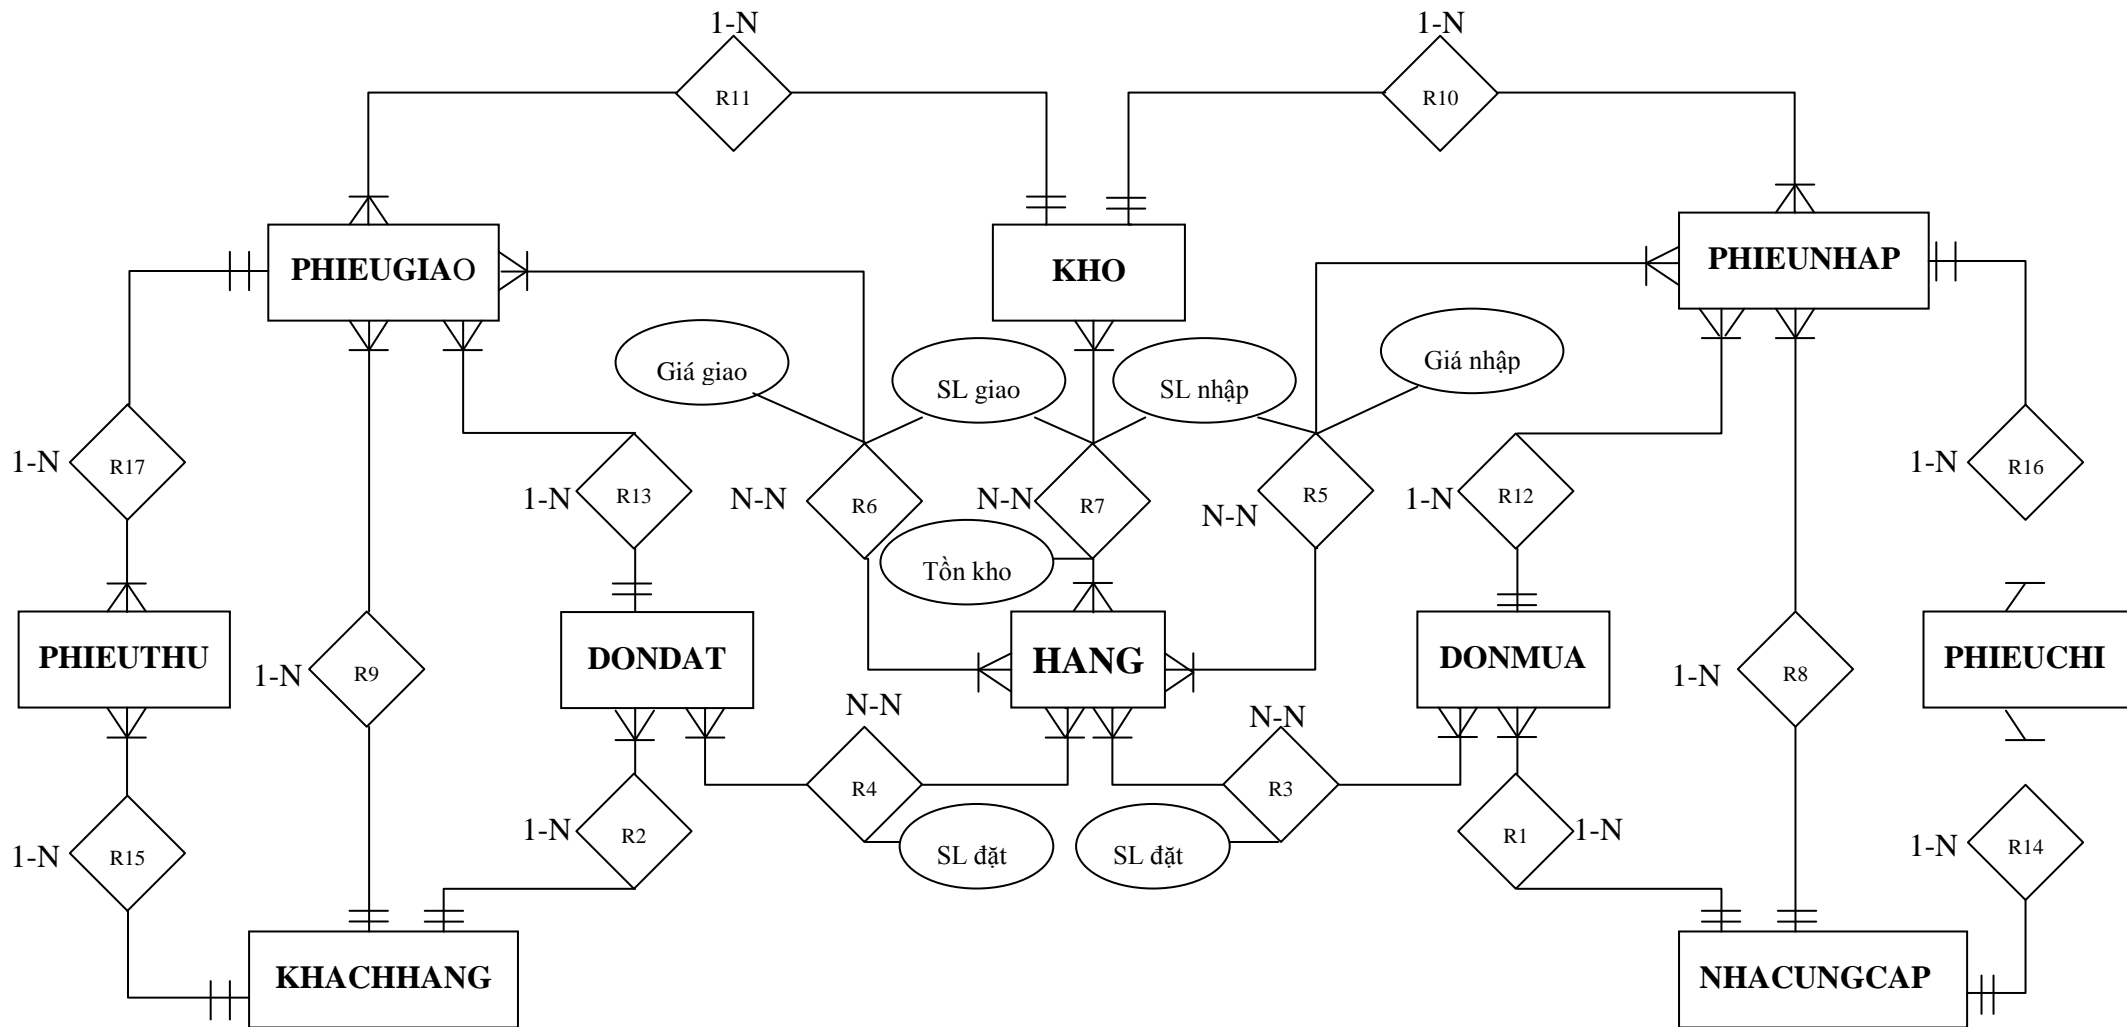 1-N
1-N
R11
R10
PHIEUGIAO
KHO
PHIEUNHAP
Giá giao
SL giao
SL nhập
Giá nhập
1-N
R17
1-N
R13
N-N
R6
N-N
R7
N-N
R5
1-N
R12
1-N
R16
Tồn kho
PHIEUTHU
1-N
R9
DONDAT
HANG
DONMUA
1-N
R8
PHIEUCHI
N-N
N-N
R4
R3
1-N
R15
1-N
R2
SL đặt
SL đặt
R1
1-N
1-N
R14
KHACHHANG
NHACUNGCAP